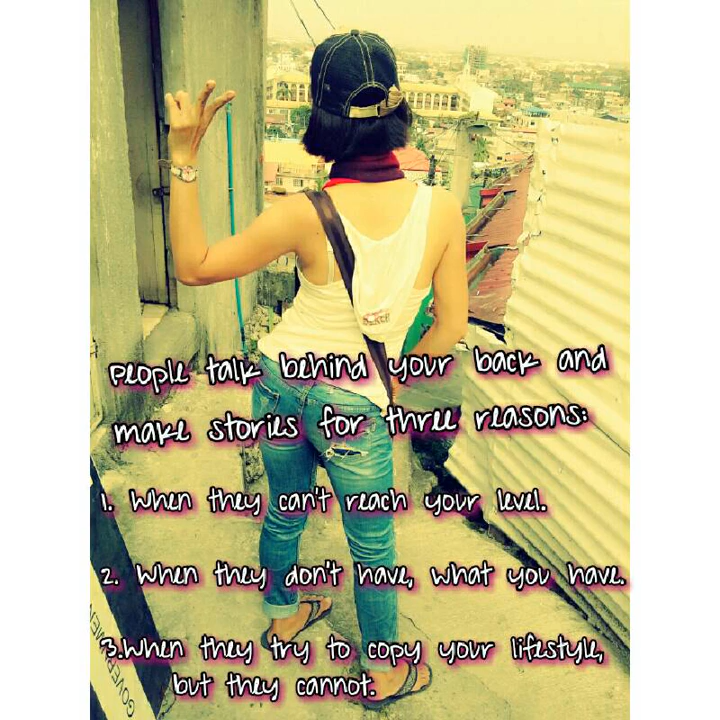 People talk behind your back and
make stories for three reasons:
1. When they can't reach your level.
2. When they don't have, what you have.
3.When they try to copy your lifestyle,
but they cannot.
GOVERNMEN